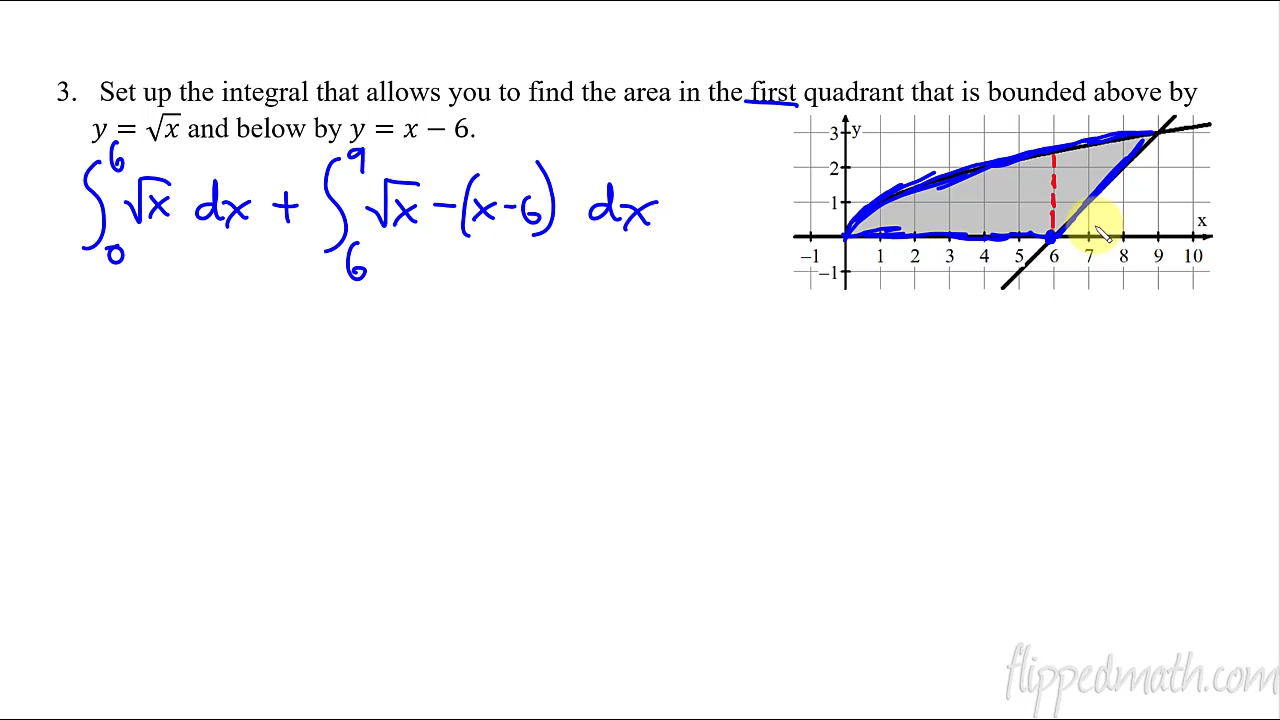 3. Set up the integral that allows you to find the area in the first quadrant that is bounded above by
y = √x and below by y = x − 6.
∫₀⁶ √x dx + ∫₆⁹ √x − (x − 6) dx
3 y
2
1
x
−1 1 2 3 4 5 6 7 8 9 10
−1
flippedmath.com